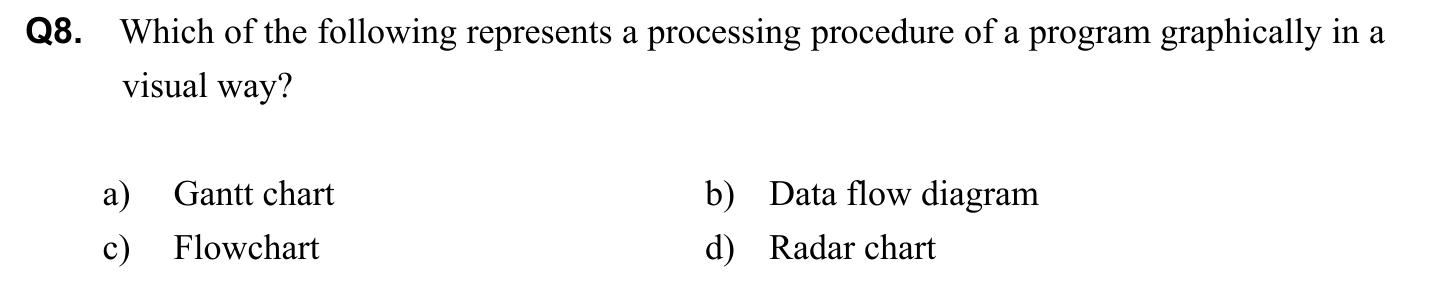 Q8. Which of the following represents a processing procedure of a program graphically in a
visual way?
a) Gantt chart b) Data flow diagram
c) Flowchart d) Radar chart